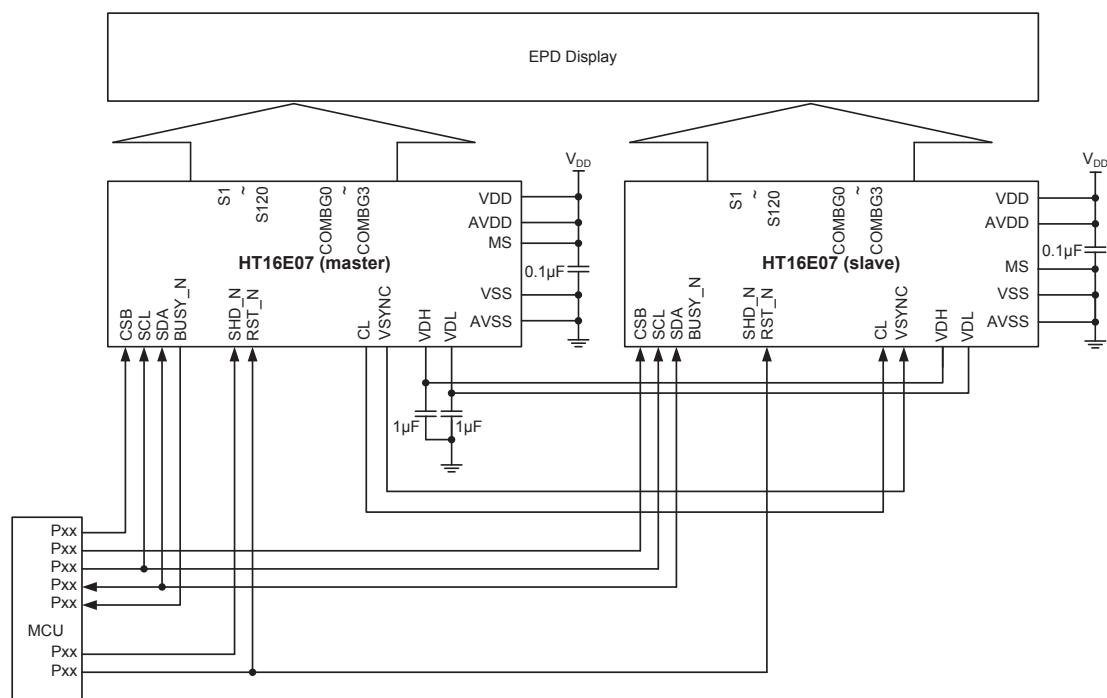 EPD Display
V_DD
V_DD
S1
~
S120
COMBG0
~
COMBG3
VDD
AVDD
MS
HT16E07 (master)
0.1µF
VSS
AVSS
CSB
SCL
SDA
BUSY_N
SHD_N
RST_N
CL
VSYNC
VDH
VDL
S1
~
S120
COMBG0
~
COMBG3
VDD
AVDD
0.1µF
HT16E07 (slave)
MS
VSS
AVSS
CSB
SCL
SDA
BUSY_N
SHD_N
RST_N
CL
VSYNC
VDH
VDL
1µF
1µF
Pxx
Pxx
Pxx
Pxx
Pxx
MCU
Pxx
Pxx